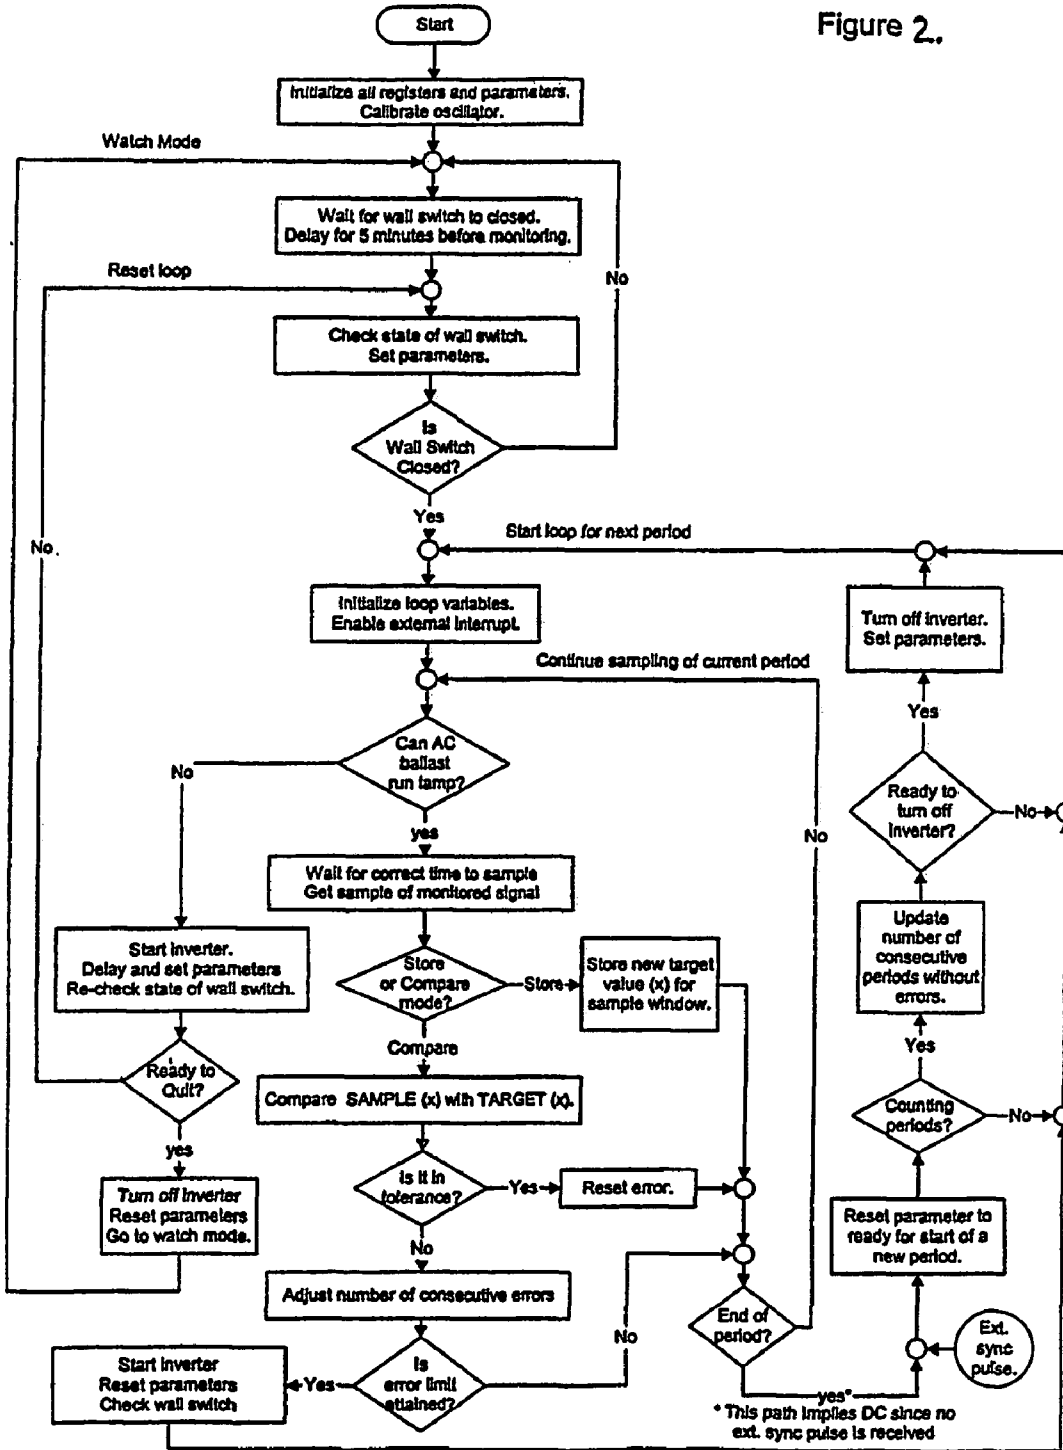 Figure 2.
Start
Initialize all registers and parameters.
Calibrate oscillator.
Watch Mode
Wait for wall switch to closed.
Delay for 5 minutes before monitoring.
No
Reset loop
Check state of wall switch.
Set parameters.
Is
Wall Switch
Closed?
Yes
No.
Start loop for next period
Initialize loop variables.
Enable external interrupt.
Turn off inverter.
Set parameters.
Continue sampling of current period
Yes
Can AC
ballast
run lamp?
No
yes
Ready to
turn off
inverter?
No
No
Wait for correct time to sample
Get sample of monitored signal
Update
number of
consecutive
periods without
errors.
Start inverter.
Delay and set parameters
Re-check state of wall switch.
Store
or Compare
mode?
Store
Store new target
value (x) for
sample window.
Compare
Yes
Ready to
Quit?
Compare SAMPLE (x) with TARGET (x).
Counting
periods?
No
yes
Is it in
tolerance?
Yes
Reset error.
Turn off inverter
Reset parameters
Go to watch mode.
Reset parameter to
ready for start of a
new period.
No
Adjust number of consecutive errors
End of
period?
No
Ext.
sync
pulse.
Start inverter
Reset parameters
Check wall switch
Yes
Is
error limit
attained?
yes*
* This path implies DC since no
ext. sync pulse is received